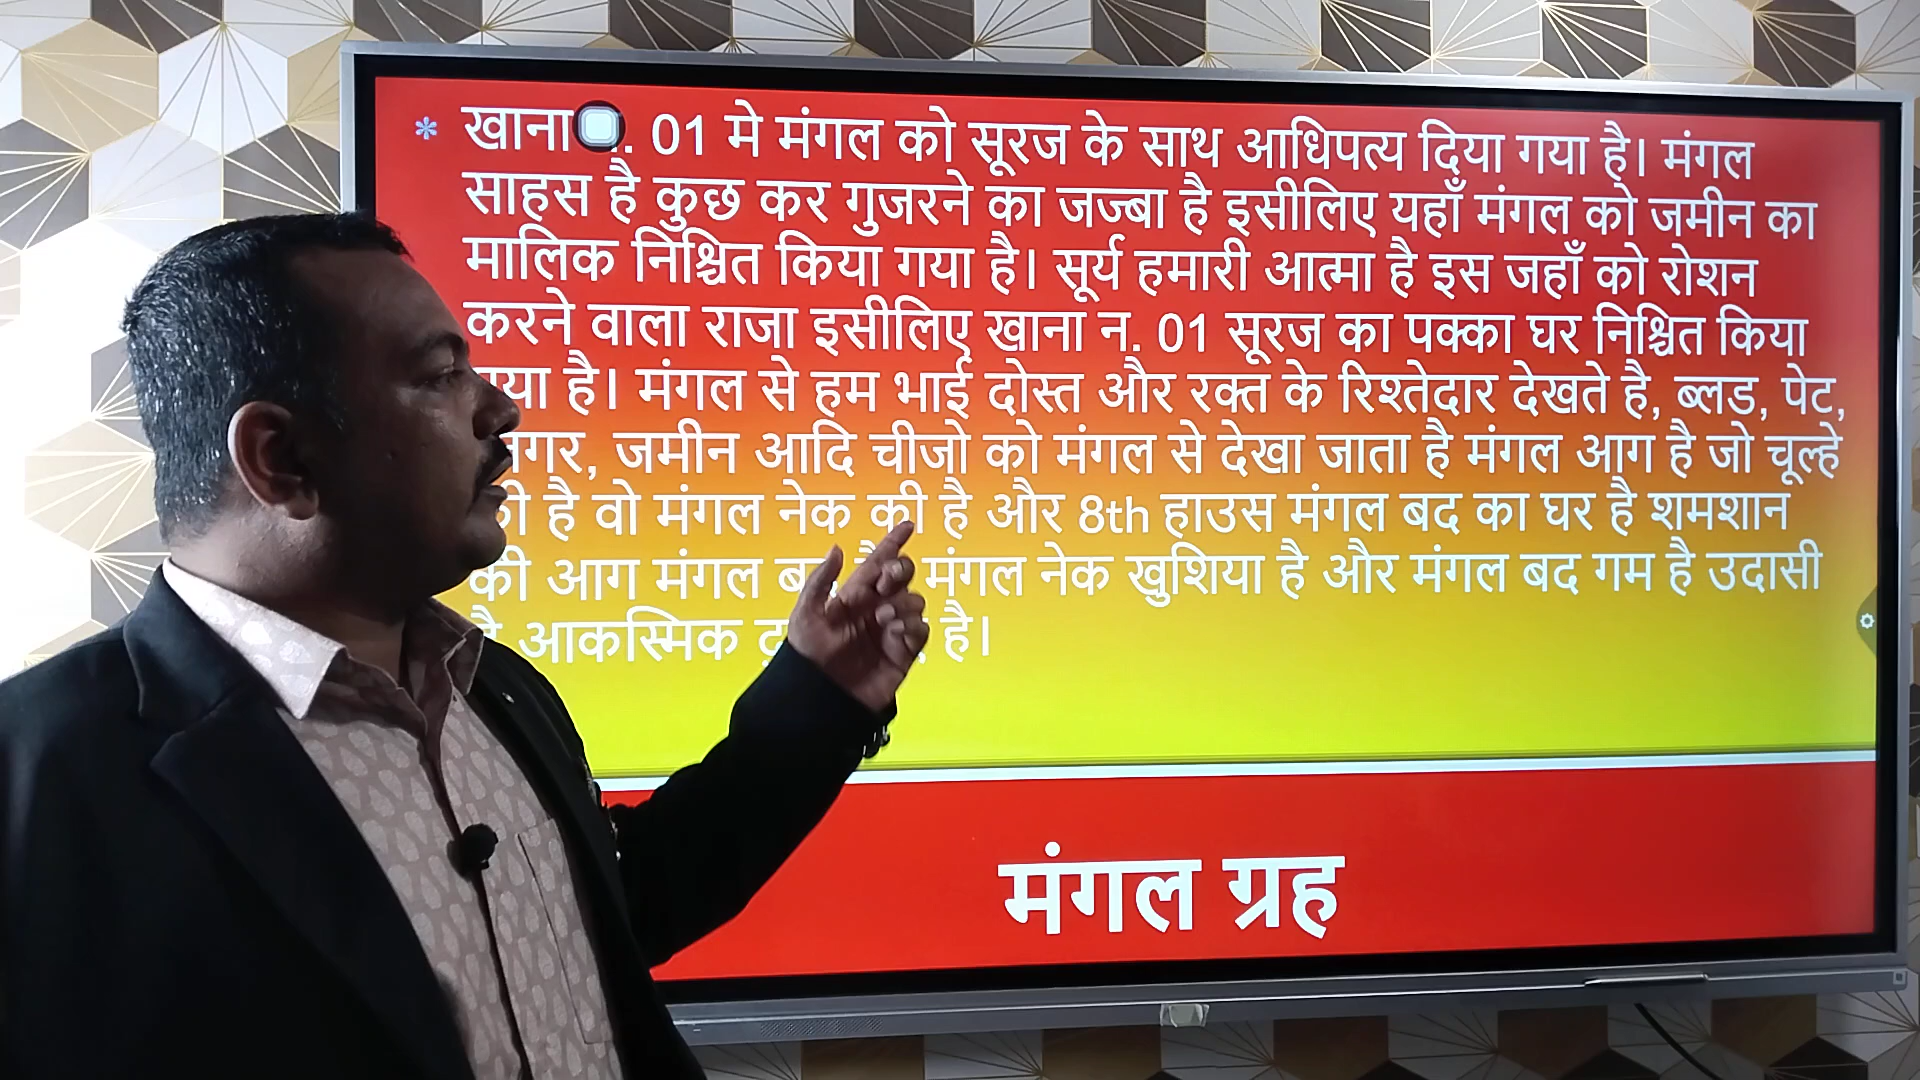 * खाना . 01 मे मंगल को सूरज के साथ आधिपत्य दिया गया है। मंगल
साहस है कुछ कर गुजरने का जज्बा है इसीलिए यहाँ मंगल को जमीन का
मालिक निश्चित किया गया है। सूर्य हमारी आत्मा है इस जहाँ को रोशन
करने वाला राजा इसीलिए खाना न. 01 सूरज का पक्का घर निश्चित किया
है। मंगल से हम भाई दोस्त और रक्त के रिश्तेदार देखते है, ब्लड, पेट,
जमीन आदि चीजो को मंगल से देखा जाता है मंगल आग है जो चूल्हे
है वो मंगल नेक की है और 8th हाउस मंगल बद का घर है शमशान
की आग मंगल मंगल नेक खुशिया है और मंगल बद गम है उदासी
आकस्मिक है।
मंगल ग्रह